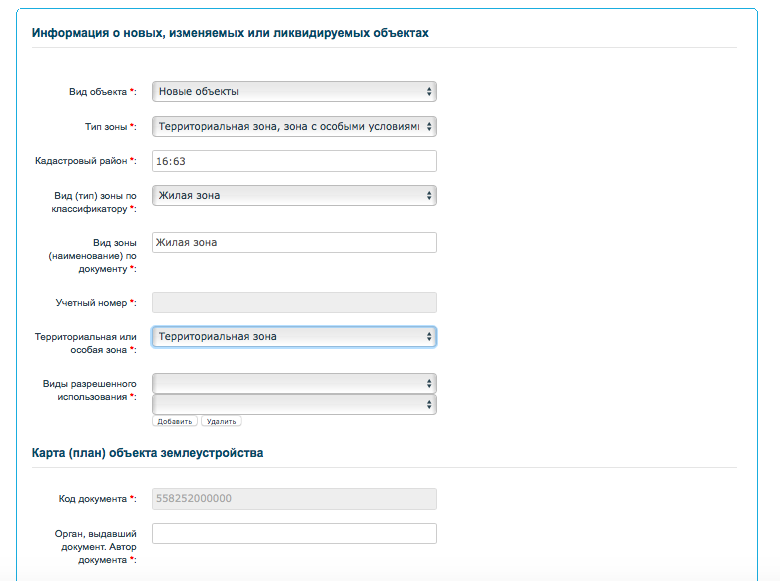 Информация о новых, изменяемых или ликвидируемых объектах
Вид объекта *: Новые объекты
Тип зоны *: Территориальная зона, зона с особыми условиями
Кадастровый район *: 16:63
Вид (тип) зоны по
классификатору *: Жилая зона
Вид зоны
(наименование) по
документу *: Жилая зона
Учетный номер *:
Территориальная или
особая зона *: Территориальная зона
Виды разрешенного
использования *:
Добавить Удалить
Карта (план) объекта землеустройства
Код документа *: 558252000000
Орган, выдавший
документ. Автор
документа *: